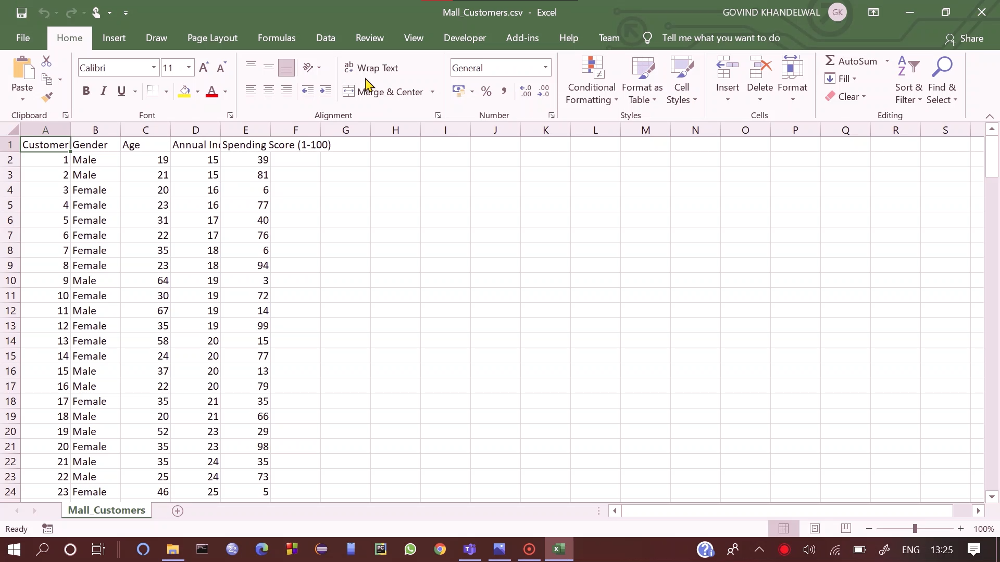 Mall_Customers.csv - Excel
GOVIND KHANDELWAL GK
File Home Insert Draw Page Layout Formulas Data Review View Developer Add-ins Help Team Tell me what you want to do Share
Calibri 11 Wrap Text General AutoSum
Fill
Paste B I U Merge & Center % Conditional Formatting Format as Table Cell Styles Insert Delete Format Clear Sort & Filter Find & Select
Clipboard Font Alignment Number Styles Cells Editing
A B C D E F G H I J K L M N O P Q R S
1 Customer Gender Age Annual Inc Spending Score (1-100)
2 1 Male 19 15 39
3 2 Male 21 15 81
4 3 Female 20 16 6
5 4 Female 23 16 77
6 5 Female 31 17 40
7 6 Female 22 17 76
8 7 Female 35 18 6
9 8 Female 23 18 94
10 9 Male 64 19 3
11 10 Female 30 19 72
12 11 Male 67 19 14
13 12 Female 35 19 99
14 13 Female 58 20 15
15 14 Female 24 20 77
16 15 Male 37 20 13
17 16 Male 22 20 79
18 17 Female 35 21 35
19 18 Male 20 21 66
20 19 Male 52 23 29
21 20 Female 35 23 98
22 21 Male 35 24 35
23 22 Male 25 24 73
24 23 Female 46 25 5
Mall_Customers
Ready 100%
ENG 13:25